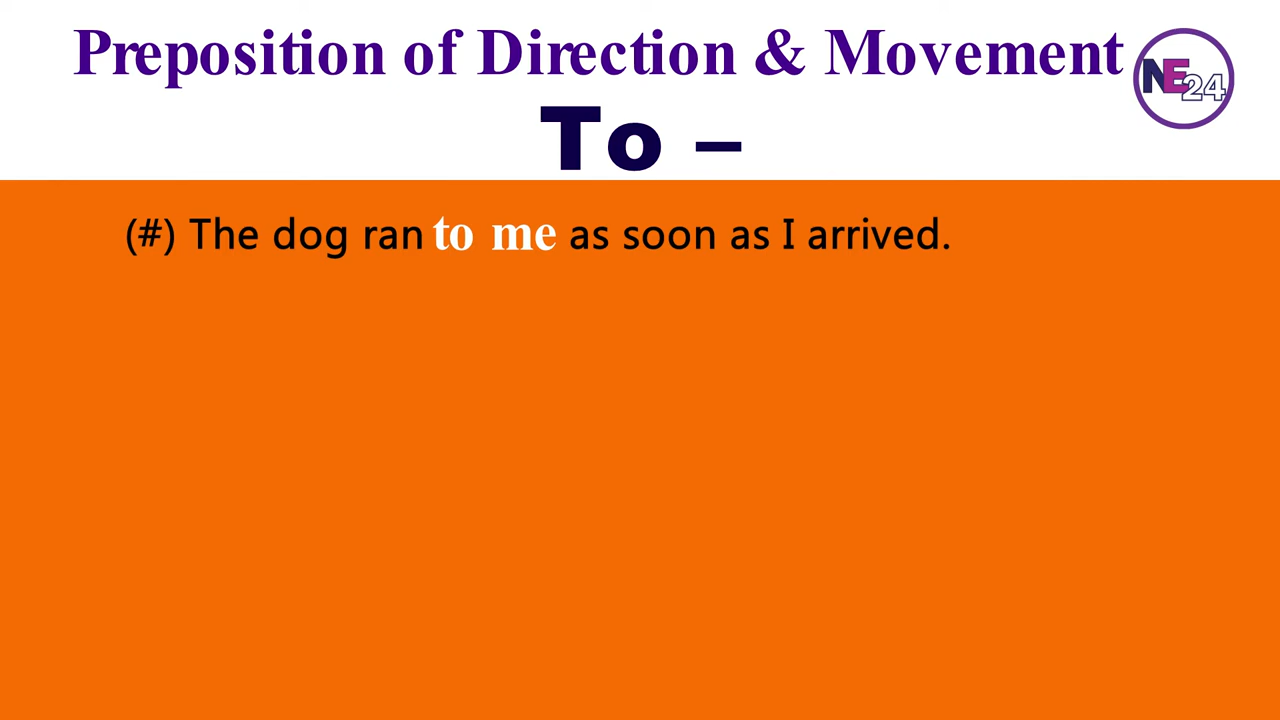 Preposition of Direction & Movement
NE24
To –
(#) The dog ran to me as soon as I arrived.